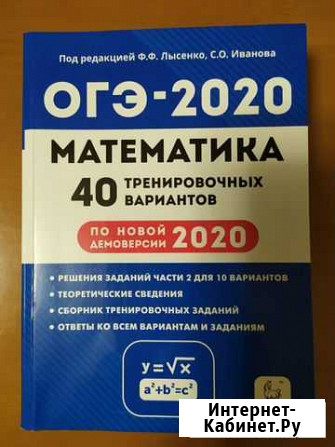 Под редакцией Ф.Ф. Лысенко, С.О. Иванова
ОГЭ-2020
МАТЕМАТИКА
40 ТРЕНИРОВОЧНЫХ
ВАРИАНТОВ
ПО НОВОЙ
ДЕМОВЕРСИИ 2020
• РЕШЕНИЯ ЗАДАНИЙ ЧАСТИ 2 ДЛЯ 10 ВАРИАНТОВ
• ТЕОРЕТИЧЕСКИЕ СВЕДЕНИЯ
• СБОРНИК ТРЕНИРОВОЧНЫХ ЗАДАНИЙ
• ОТВЕТЫ КО ВСЕМ ВАРИАНТАМ И ЗАДАНИЯМ
y=√x
a²+b²=c²
Интернет-
Кабинет.Ру